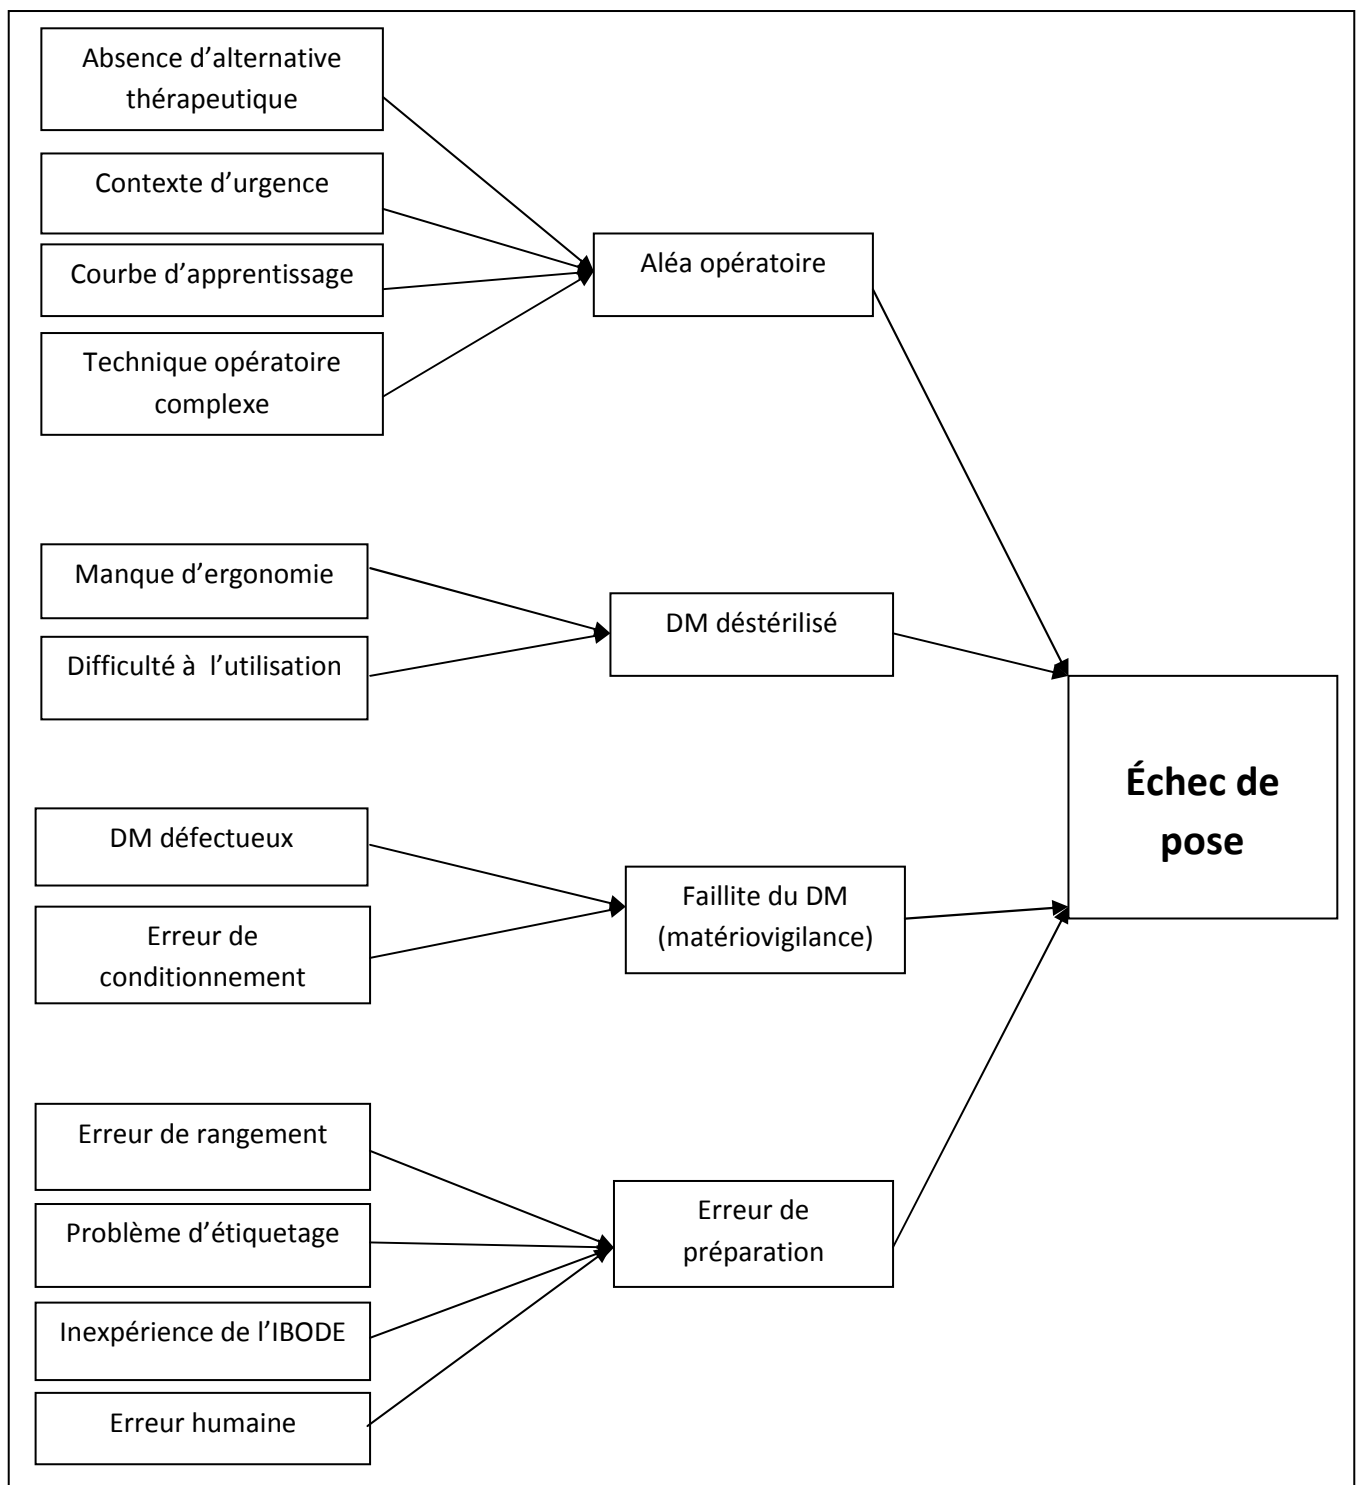 Absence d’alternative
thérapeutique
Contexte d’urgence
Courbe d’apprentissage
Technique opératoire
complexe
Aléa opératoire
Manque d’ergonomie
Difficulté à l’utilisation
DM déstérilisé
DM défectueux
Erreur de
conditionnement
Faillite du DM
(matériovigilance)
Erreur de rangement
Problème d’étiquetage
Inexpérience de l’IBODE
Erreur humaine
Erreur de
préparation
Échec de
pose